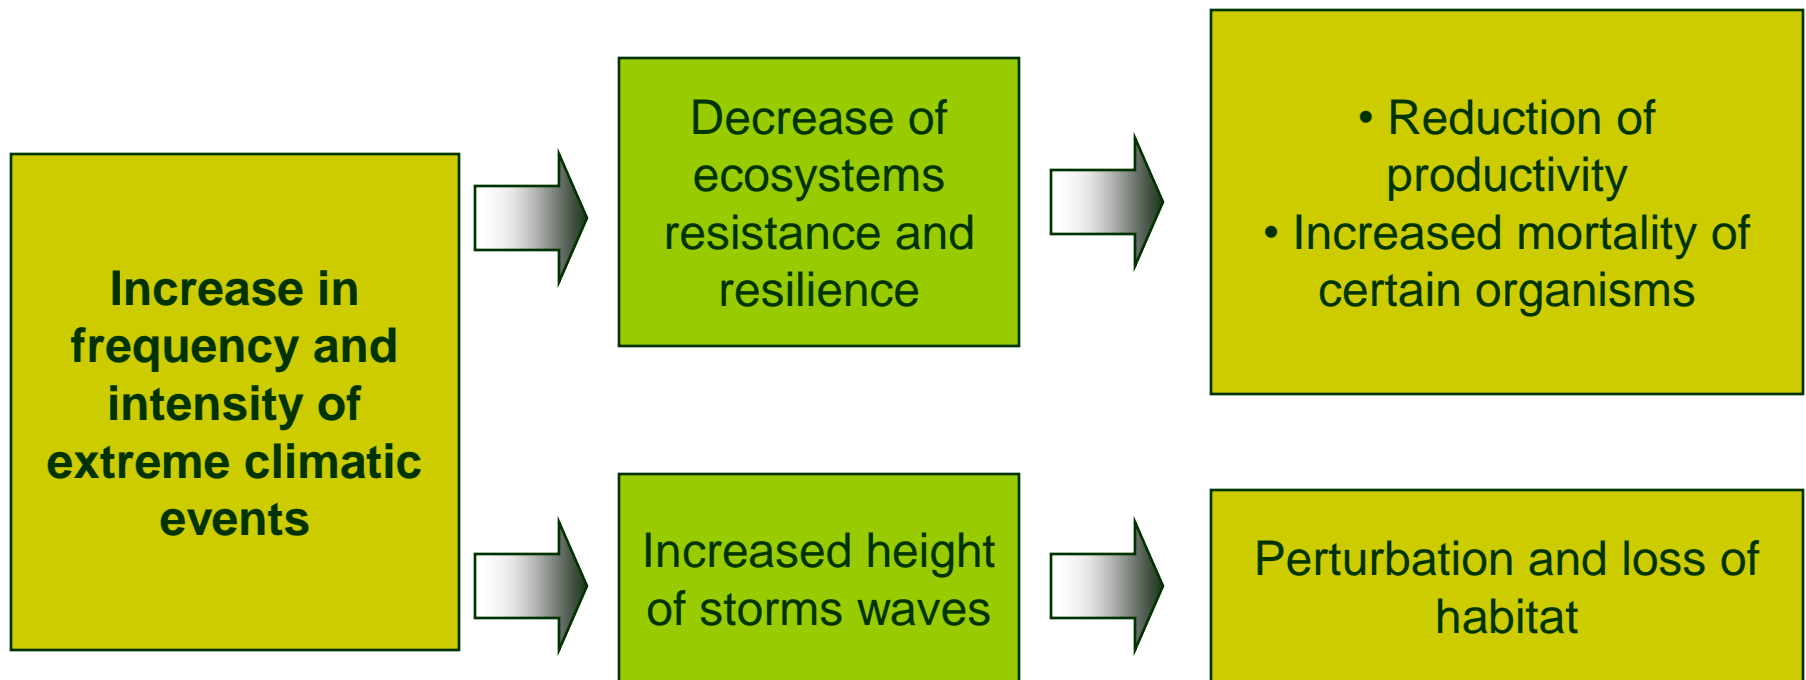 Increase in
frequency and
intensity of
extreme climatic
events
Decrease of
ecosystems
resistance and
resilience
• Reduction of
productivity
• Increased mortality of
certain organisms
Increased height
of storms waves
Perturbation and loss of
habitat